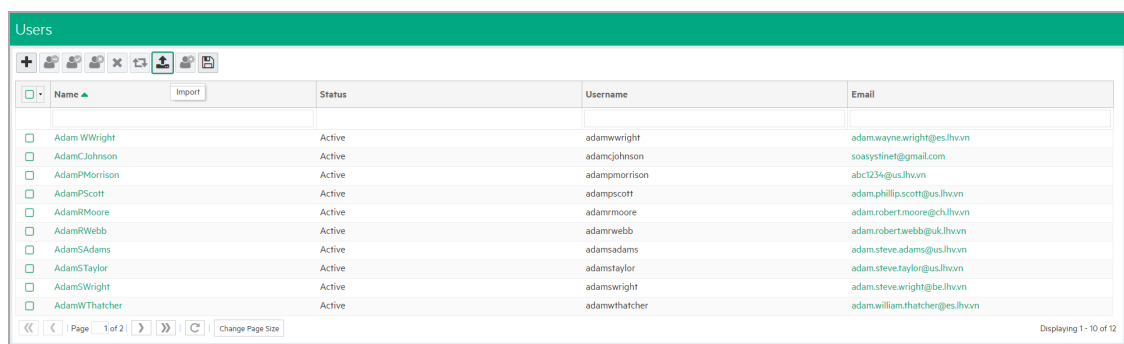 Users
Import
Name Status Username Email
Adam WWright Active adamwwright adam.wayne.wright@es.lhv.vn
AdamCJohnson Active adamcjohnson soasystinet@gmail.com
AdamPMorrison Active adampmorrison abc1234@us.lhv.vn
AdamPScott Active adampscott adam.phillip.scott@us.lhv.vn
AdamRMoore Active adamrmoore adam.robert.moore@ch.lhv.vn
AdamRWebb Active adamrwebb adam.robert.webb@uk.lhv.vn
AdamSAdams Active adamsadams adam.steve.adams@us.lhv.vn
AdamSTaylor Active adamstaylor adam.steve.taylor@us.lhv.vn
AdamSWright Active adamswright adam.steve.wright@be.lhv.vn
AdamWThatcher Active adamwthatcher adam.william.thatcher@es.lhv.vn
Page 1 of 2 Change Page Size Displaying 1 - 10 of 12